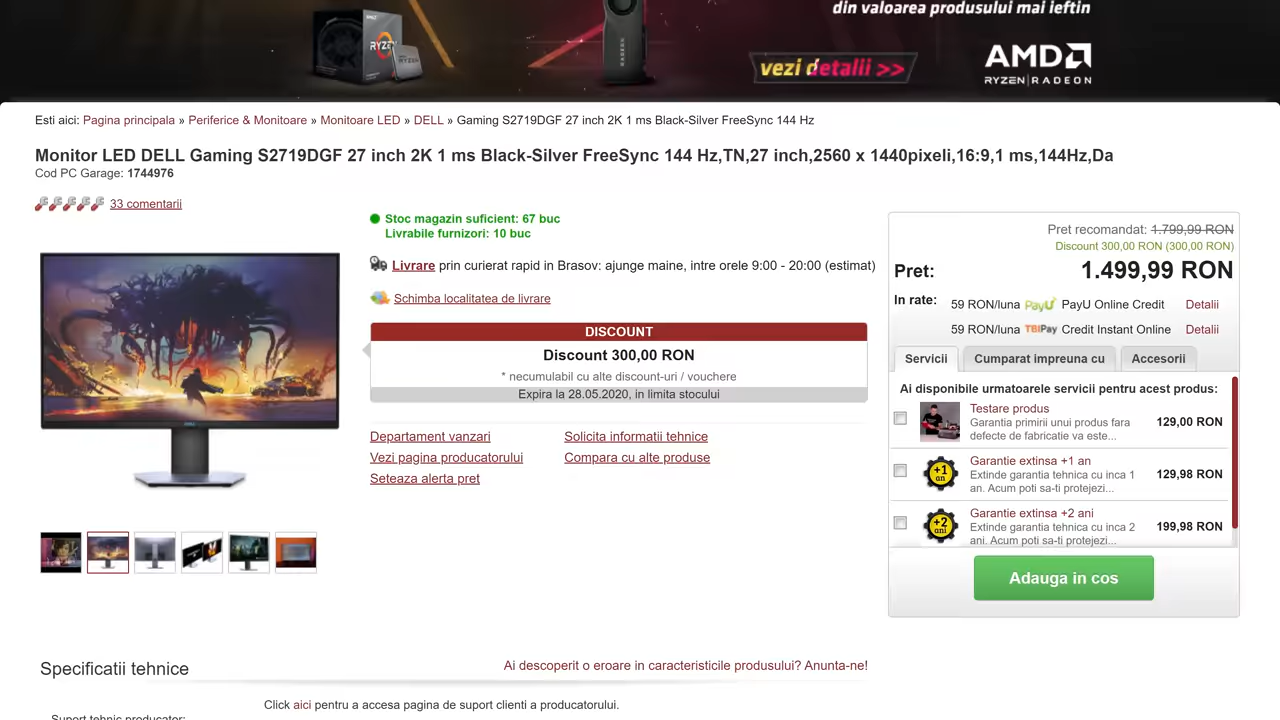 din valoarea produsului mai ieftin
vezi detalii >>
AMD
RYZEN | RADEON
AMD
RYZEN
RYZEN
RADEON
Esti aici: Pagina principala » Periferice & Monitoare » Monitoare LED » DELL » Gaming S2719DGF 27 inch 2K 1 ms Black-Silver FreeSync 144 Hz
Monitor LED DELL Gaming S2719DGF 27 inch 2K 1 ms Black-Silver FreeSync 144 Hz,TN,27 inch,2560 x 1440pixeli,16:9,1 ms,144Hz,Da
Cod PC Garage: 1744976
33 comentarii
Stoc magazin suficient: 67 buc
Livrabile furnizori: 10 buc
Livrare prin curierat rapid in Brasov: ajunge maine, intre orele 9:00 - 20:00 (estimat)
Schimba localitatea de livrare
DISCOUNT
Discount 300,00 RON
* necumulabil cu alte discount-uri / vouchere
Expira la 28.05.2020, in limita stocului
Departament vanzari
Solicita informatii tehnice
Vezi pagina producatorului
Compara cu alte produse
Seteaza alerta pret
Pret recomandat: 1.799,99 RON
Discount 300,00 RON (300,00 RON)
Pret: 1.499,99 RON
In rate: 59 RON/luna PayU PayU Online Credit Detalii
59 RON/luna TBIPay Credit Instant Online Detalii
Servicii
Cumparat impreuna cu
Accesorii
Ai disponibile urmatoarele servicii pentru acest produs:
Testare produs
Garantia primirii unui produs fara
defecte de fabricatie va este...
129,00 RON
+1
an
Garantie extinsa +1 an
Extinde garantia tehnica cu inca 1
an. Acum poti sa-ti protejezi...
129,98 RON
+2
ani
Garantie extinsa +2 ani
Extinde garantia tehnica cu inca 2
ani. Acum poti sa-ti protejezi...
199,98 RON
Adauga in cos
Specificatii tehnice
Ai descoperit o eroare in caracteristicile produsului? Anunta-ne!
Click aici pentru a accesa pagina de suport clienti a producatorului.
Suport tehnic producator: